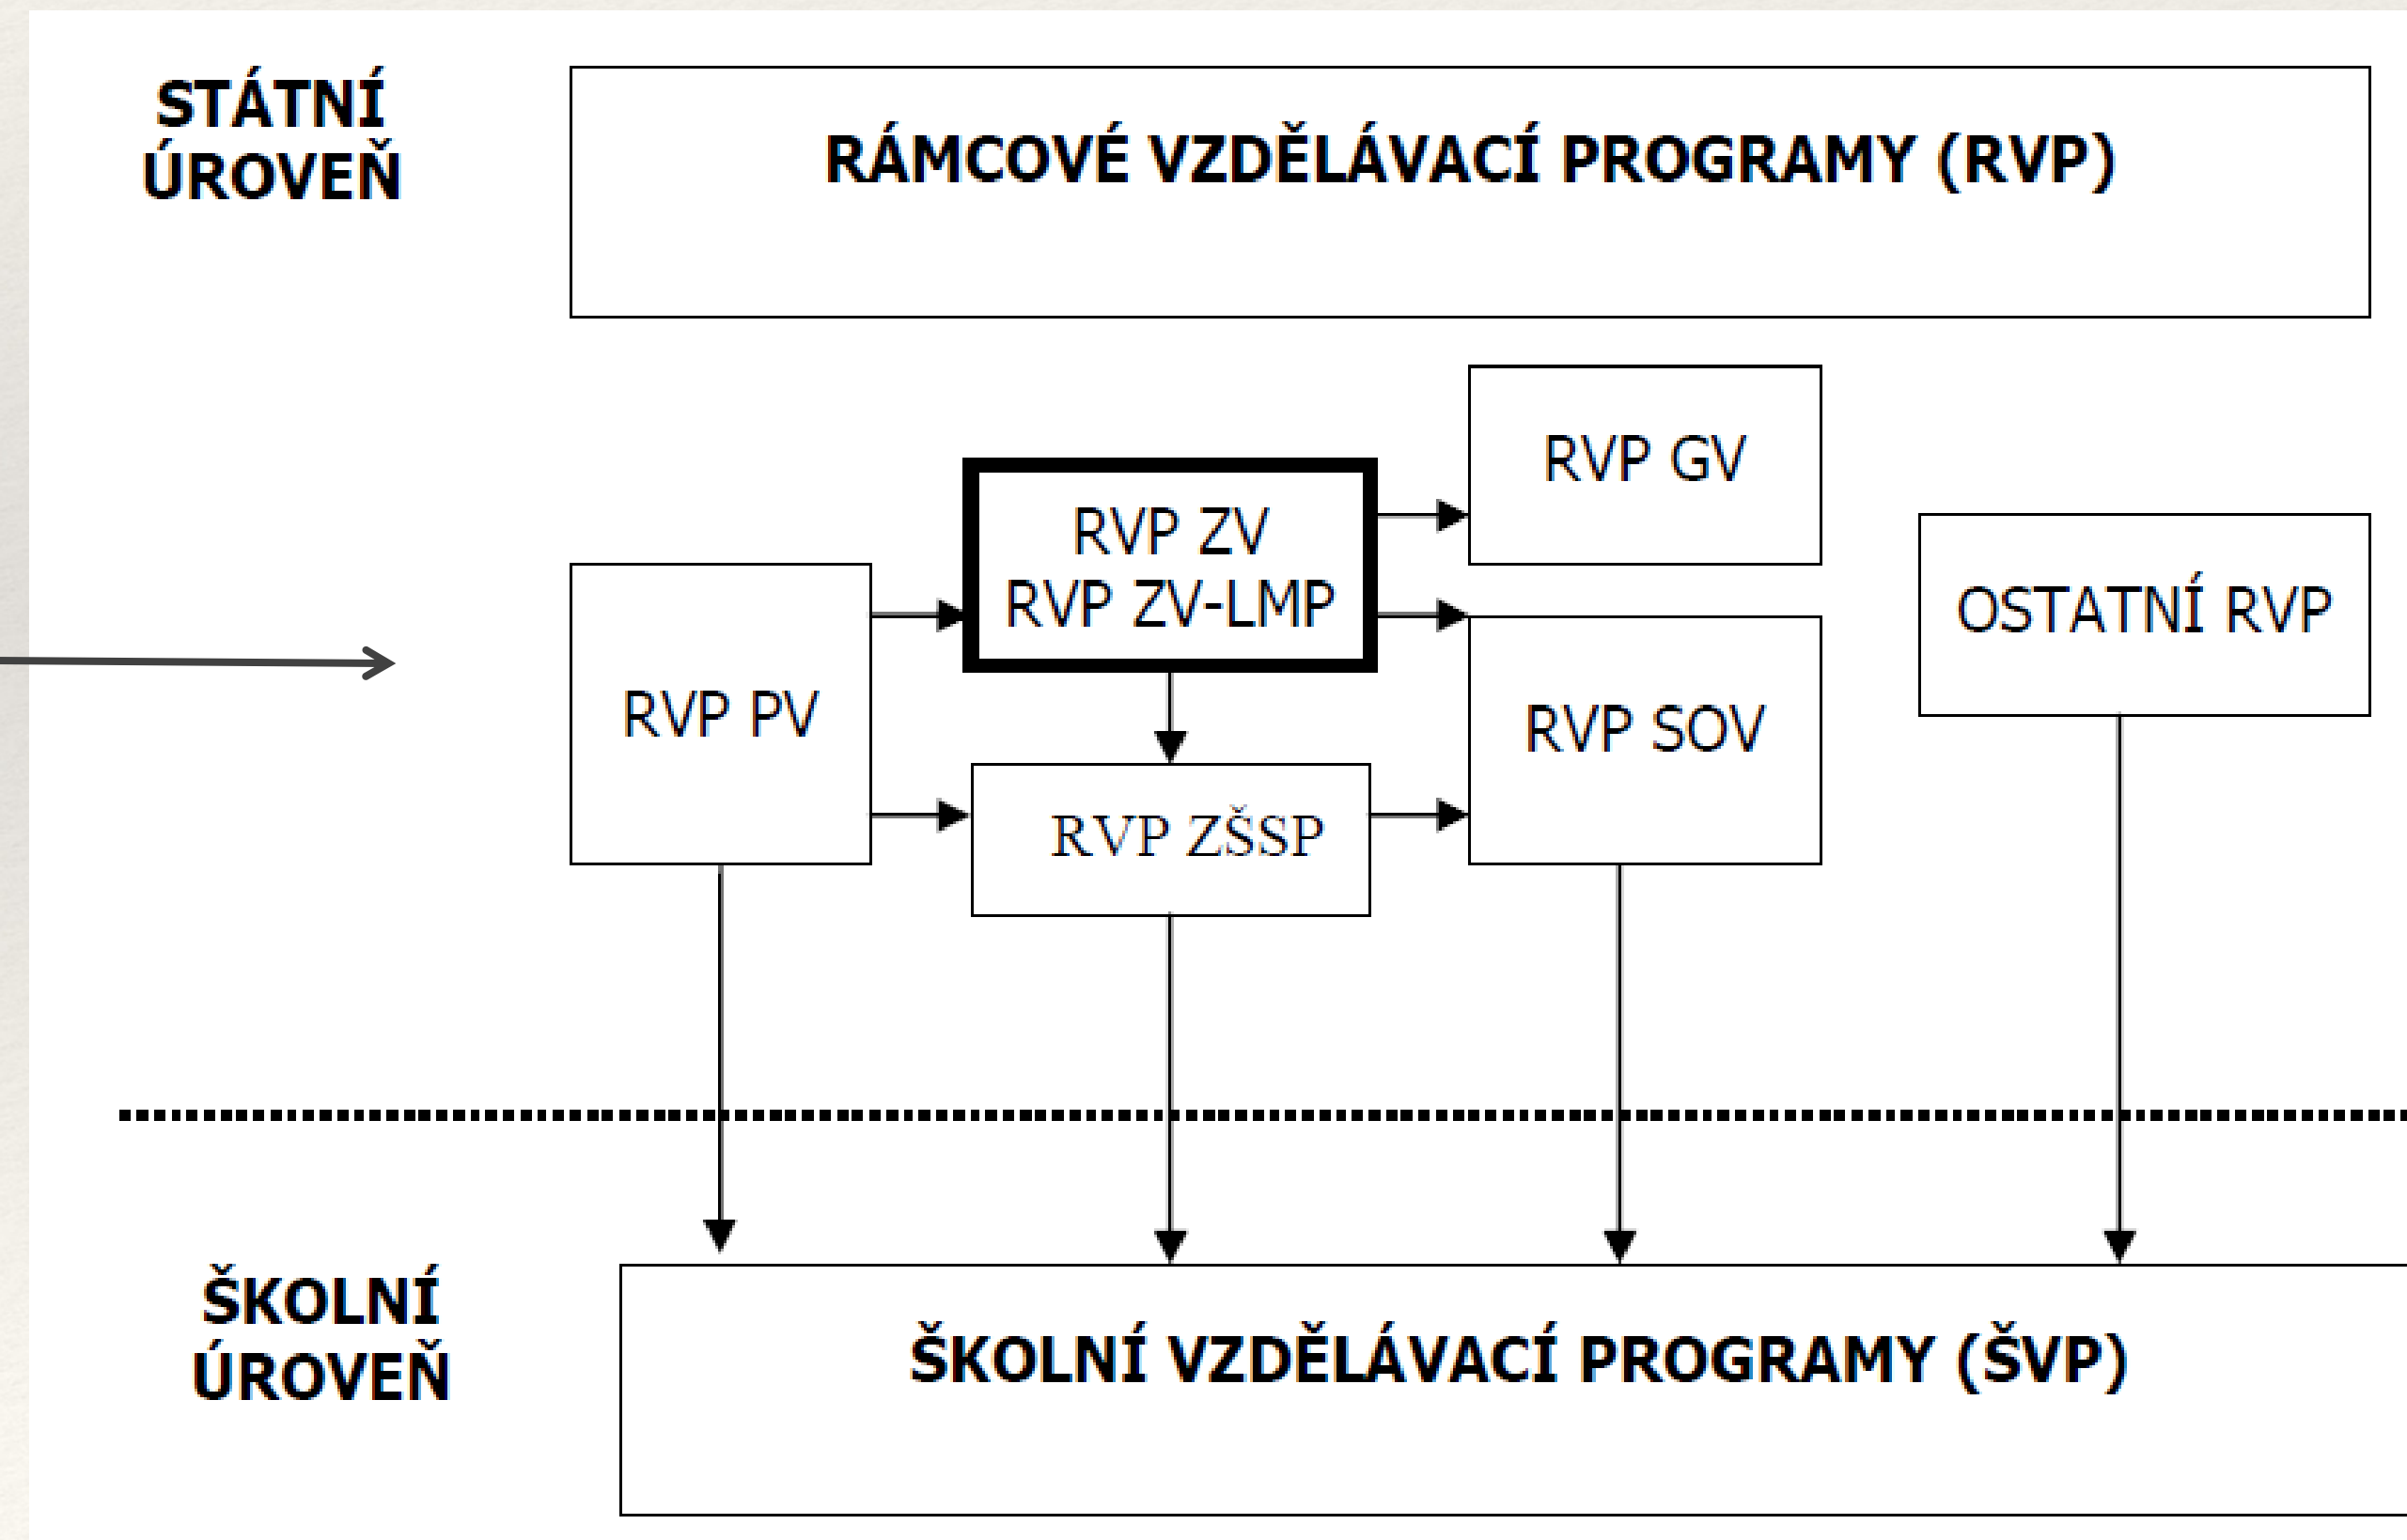 STÁTNÍ
ÚROVEŇ
RÁMCOVÉ VZDĚLÁVACÍ PROGRAMY (RVP)
RVP GV
RVP ZV
RVP ZV-LMP
OSTATNÍ RVP
RVP PV
RVP SOV
RVP ZŠSP
ŠKOLNÍ
ÚROVEŇ
ŠKOLNÍ VZDĚLÁVACÍ PROGRAMY (ŠVP)